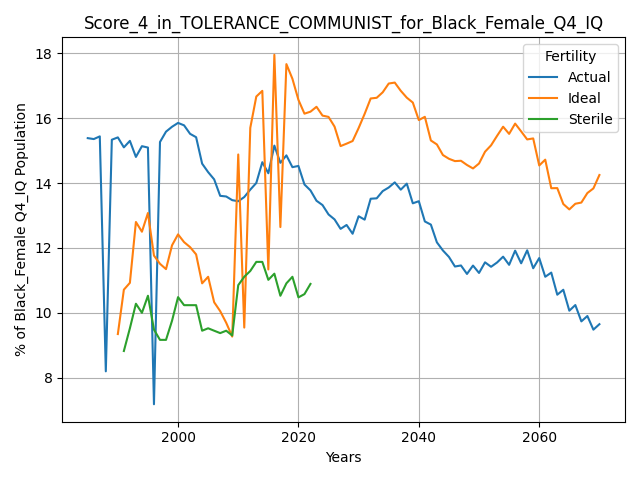 Score_4_in_TOLERANCE_COMMUNIST_for_Black_Female_Q4_IQ
Fertility
Actual
Ideal
Sterile
% of Black_Female Q4_IQ Population
18
16
14
12
10
8
2000
2020
2040
2060
Years